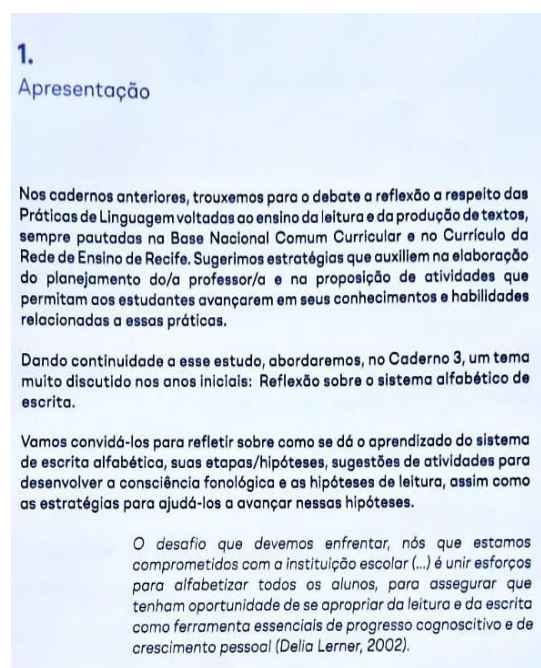 1.
Apresentação
Nos cadernos anteriores, trouxemos para o debate a reflexão a respeito das
Práticas de Linguagem voltadas ao ensino da leitura e da produção de textos,
sempre pautadas na Base Nacional Comum Curricular e no Currículo da
Rede de Ensino de Recife. Sugerimos estratégias que auxiliem na elaboração
do planejamento do/a professor/a e na proposição de atividades que
permitam aos estudantes avançarem em seus conhecimentos e habilidades
relacionadas a essas práticas.
Dando continuidade a esse estudo, abordaremos, no Caderno 3, um tema
muito discutido nos anos iniciais: Reflexão sobre o sistema alfabético de
escrita.
Vamos convidá-los para refletir sobre como se dá o aprendizado do sistema
de escrita alfabética, suas etapas/hipóteses, sugestões de atividades para
desenvolver a consciência fonológica e as hipóteses de leitura, assim como
as estratégias para ajudá-los a avançar nessas hipóteses.
O desafio que devemos enfrentar, nós que estamos
comprometidos com a instituição escolar (...) é unir esforços
para alfabetizar todos os alunos, para assegurar que
tenham oportunidade de se apropriar da leitura e da escrita
como ferramenta essenciais de progresso cognoscitivo e de
crescimento pessoal (Delia Lerner, 2002).